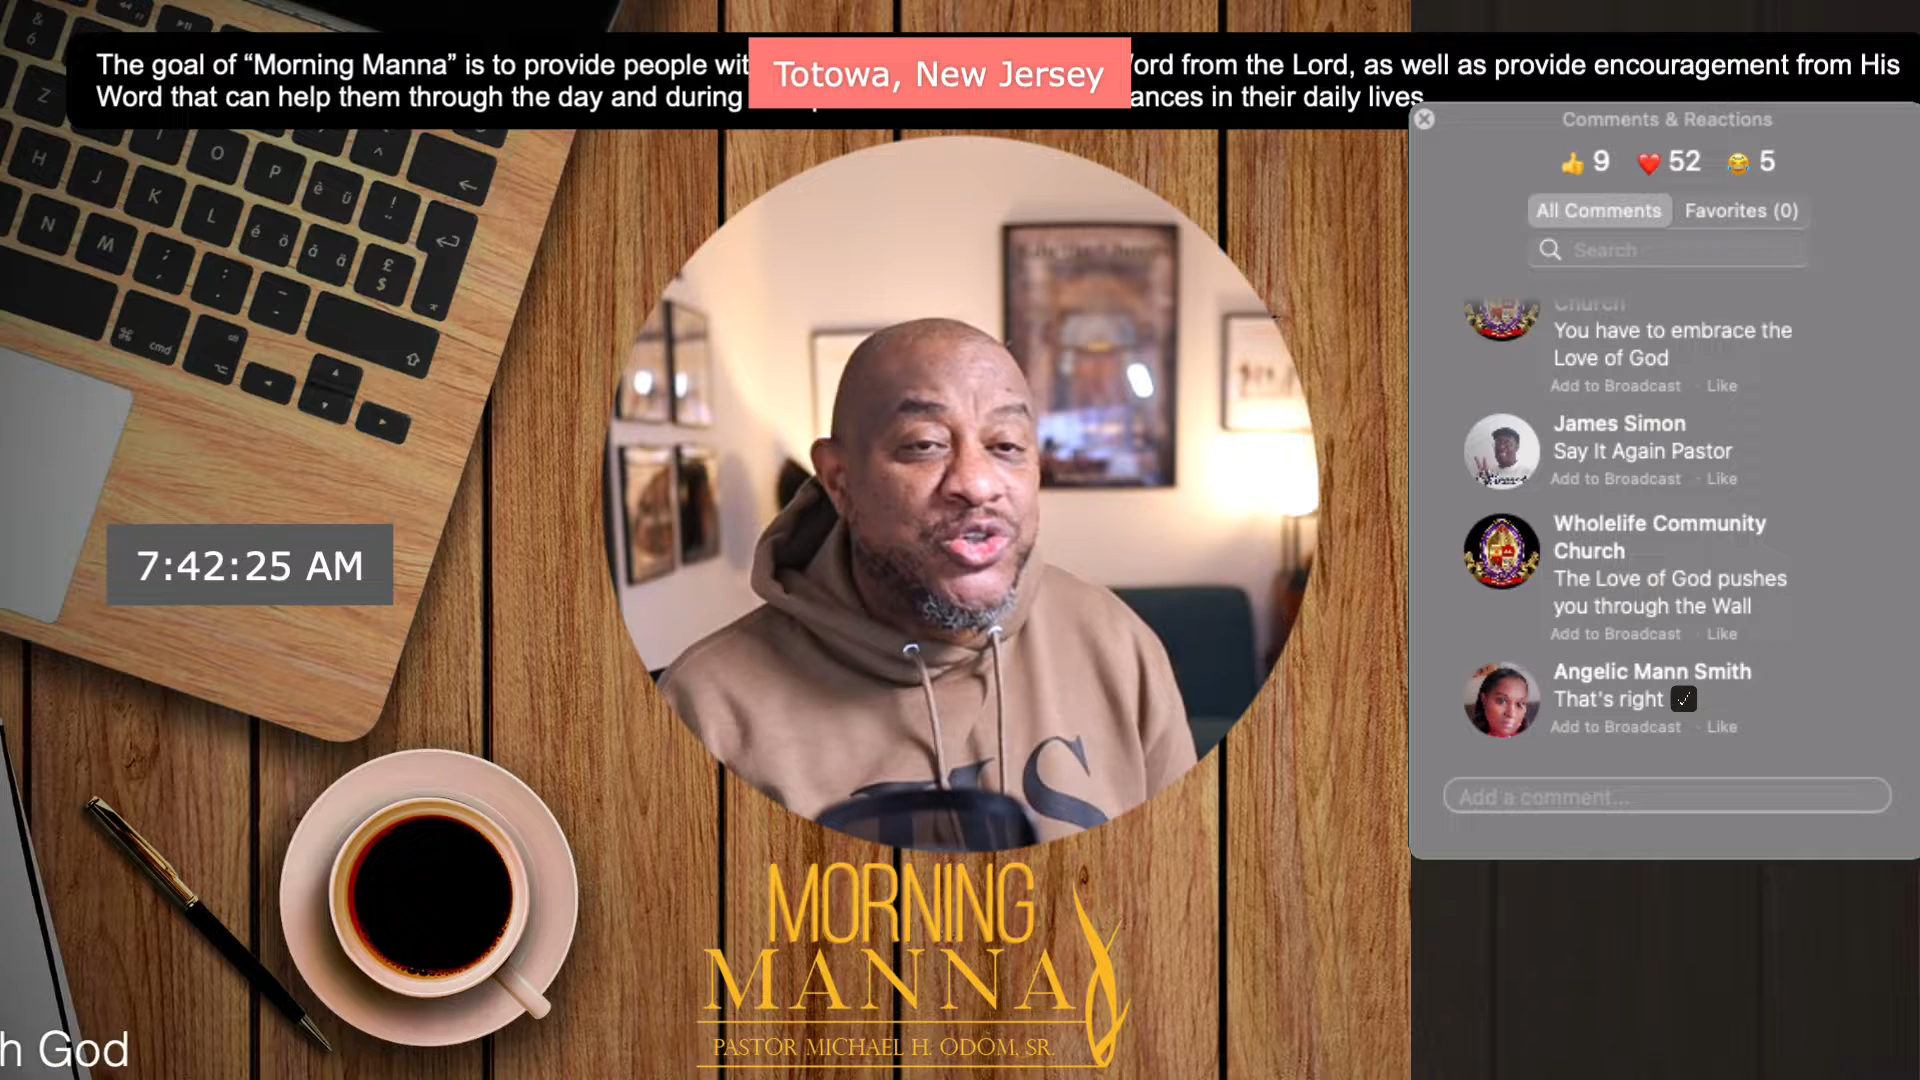 The goal of “Morning Manna” is to provide people wit
Totowa, New Jersey
ord from the Lord, as well as provide encouragement from His
Word that can help them through the day and during
ances in their daily lives
Comments & Reactions
👍 9 ❤️ 52 😂 5
All Comments Favorites (0)
Search
Church
You have to embrace the
Love of God
Add to Broadcast · Like
James Simon
Say It Again Pastor
Add to Broadcast · Like
Wholelife Community
Church
The Love of God pushes
you through the Wall
Add to Broadcast · Like
Angelic Mann Smith
That's right ✓
Add to Broadcast · Like
Add a comment...
7:42:25 AM
&
6
Z
I
O
P
è ü
^
!
H
J
K
L
é ö
à ä
£
$
N
M
;
,
:
.
_
-
cmd
S
MORNING
MANNA
PASTOR MICHAEL H. ODOM, SR.
h God